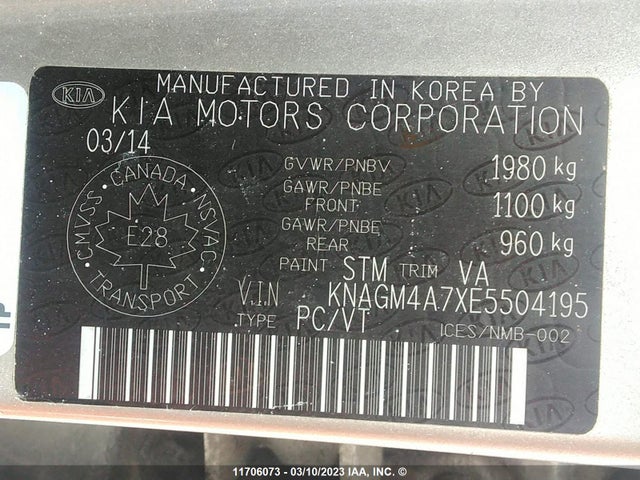 KIA
MANUFACTURED IN KOREA BY
KIA MOTORS CORPORATION
03/14
CANADA
CMVSS NSVAC
E28
TRANSPORT
GVWR/PNBV 1980 kg
GAWR/PNBE
FRONT 1100 kg
GAWR/PNBE
REAR 960 kg
PAINT STM TRIM VA
V.I.N KNAGM4A7XE5504195
TYPE PC/VT ICES/NMB-002
11706073 - 03/10/2023 IAA, INC. ©